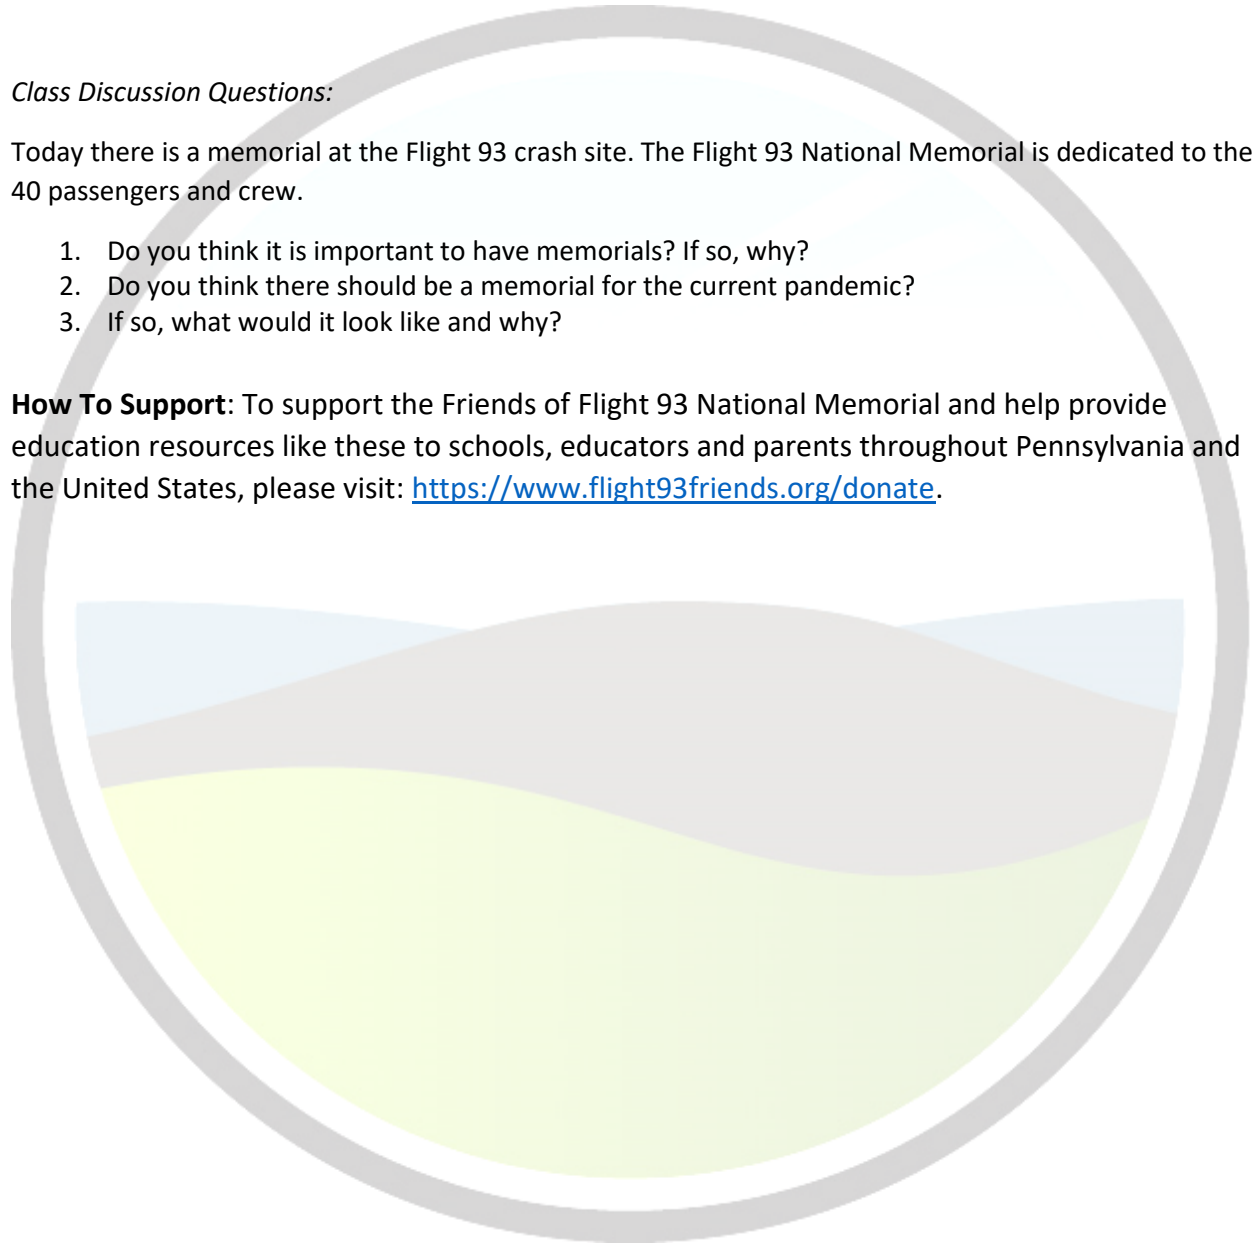 Class Discussion Questions:
Today there is a memorial at the Flight 93 crash site. The Flight 93 National Memorial is dedicated to the
40 passengers and crew.
1. Do you think it is important to have memorials? If so, why?
2. Do you think there should be a memorial for the current pandemic?
3. If so, what would it look like and why?
How To Support: To support the Friends of Flight 93 National Memorial and help provide
education resources like these to schools, educators and parents throughout Pennsylvania and
the United States, please visit: https://www.flight93friends.org/donate.